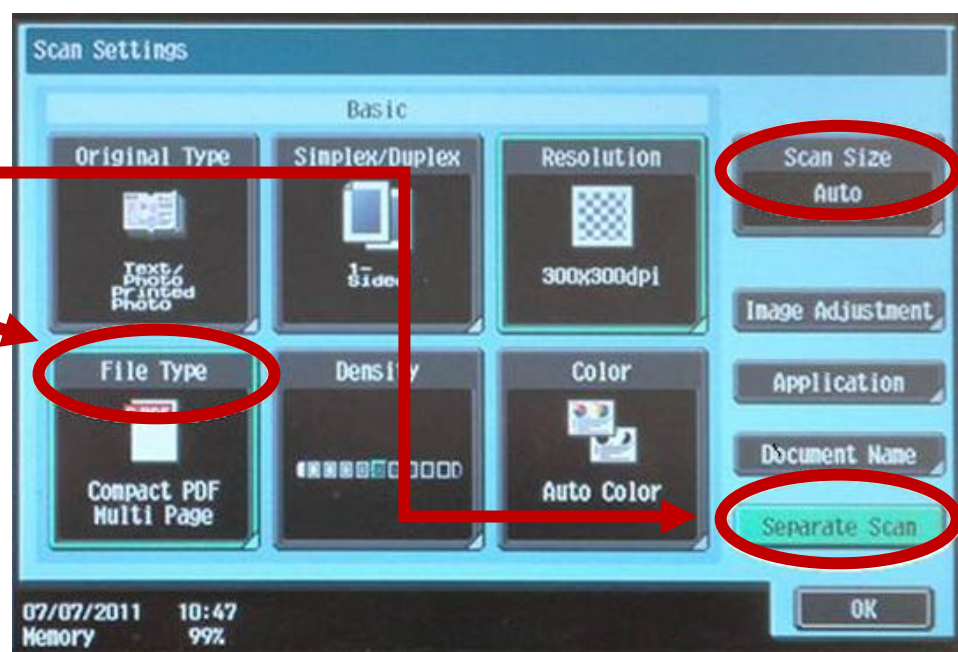 Scan Settings
Basic
Original Type
Text/
Photo
Printed
Photo
Simplex/Duplex
1-
Sided
Resolution
300x300dpi
Scan Size
Auto
Image Adjustment
File Type
Compact PDF
Multi Page
Density
Color
Auto Color
Application
Document Name
Separate Scan
07/07/2011 10:47
Memory 99%
OK